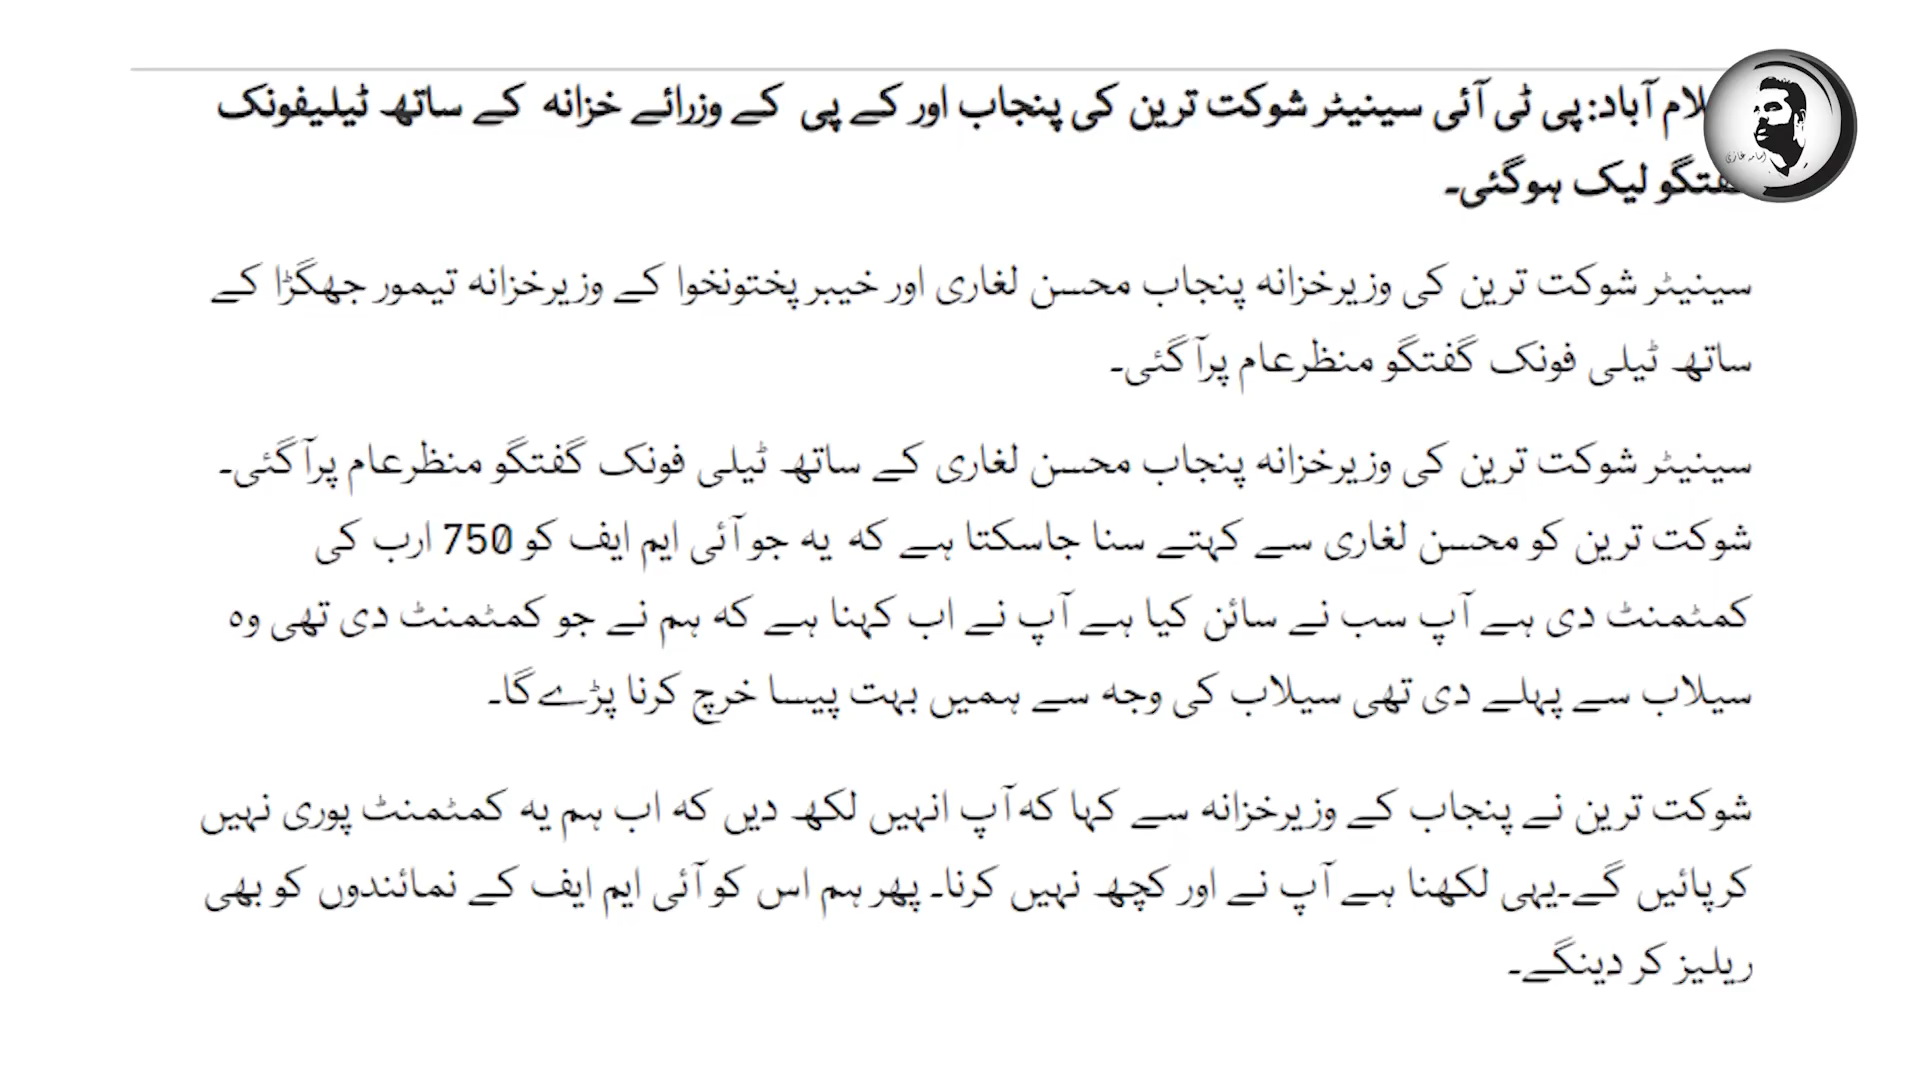 آباد: پی ٹی آئی سینیٹر شوکت ترین کی پنجاب اور کے پی کے وزرائے خزانہ کے ساتھ ٹیلیفونک
لیک ہوگئی۔
سینیٹر شوکت ترین کی وزیرخزانہ پنجاب محسن لغاری اور خیبر پختونخوا کے وزیرخزانہ تیمور جھگڑا کے
ساتھ ٹیلی فونک گفتگو منظرعام پرآگئی۔
سینیٹر شوکت ترین کی وزیرخزانہ پنجاب محسن لغاری کے ساتھ ٹیلی فونک گفتگو منظرعام پرآگئی۔
شوکت ترین کو محسن لغاری سے کہتے سنا جاسکتا ہے کہ یہ جو آئی ایم ایف کو 750 ارب کی
کمٹمنٹ دی ہے آپ سب نے سائن کیا ہے آپ نے اب کہنا ہے کہ ہم نے جو کمٹمنٹ دی تھی وہ
سیلاب سے پہلے دی تھی سیلاب کی وجہ سے ہمیں بہت پیسا خرچ کرنا پڑے گا۔
شوکت ترین نے پنجاب کے وزیرخزانہ سے کہا کہ آپ انہیں لکھ دیں کہ اب ہم یہ کمٹمنٹ پوری نہیں
کرپائیں گے۔یہی لکھنا ہے آپ نے اور کچھ نہیں کرنا۔ پھر ہم اس کو آئی ایم ایف کے نمائندوں کو بھی
ریلیز کر دینگے۔
اسامہ غازی